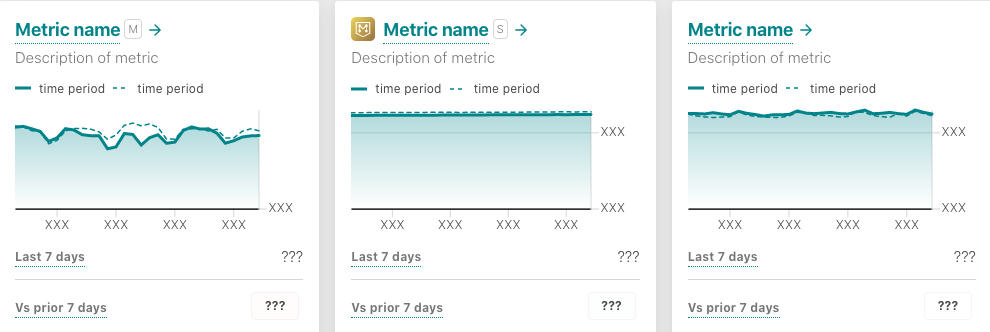 Metric name M →
Description of metric
time period time period
XXX
XXX XXX XXX XXX
Last 7 days ???
Vs prior 7 days ???
Metric name S →
Description of metric
time period time period
XXX
XXX
XXX XXX XXX XXX
Last 7 days ???
Vs prior 7 days ???
Metric name →
Description of metric
time period time period
XXX
XXX
XXX XXX XXX XXX
Last 7 days ???
Vs prior 7 days ???